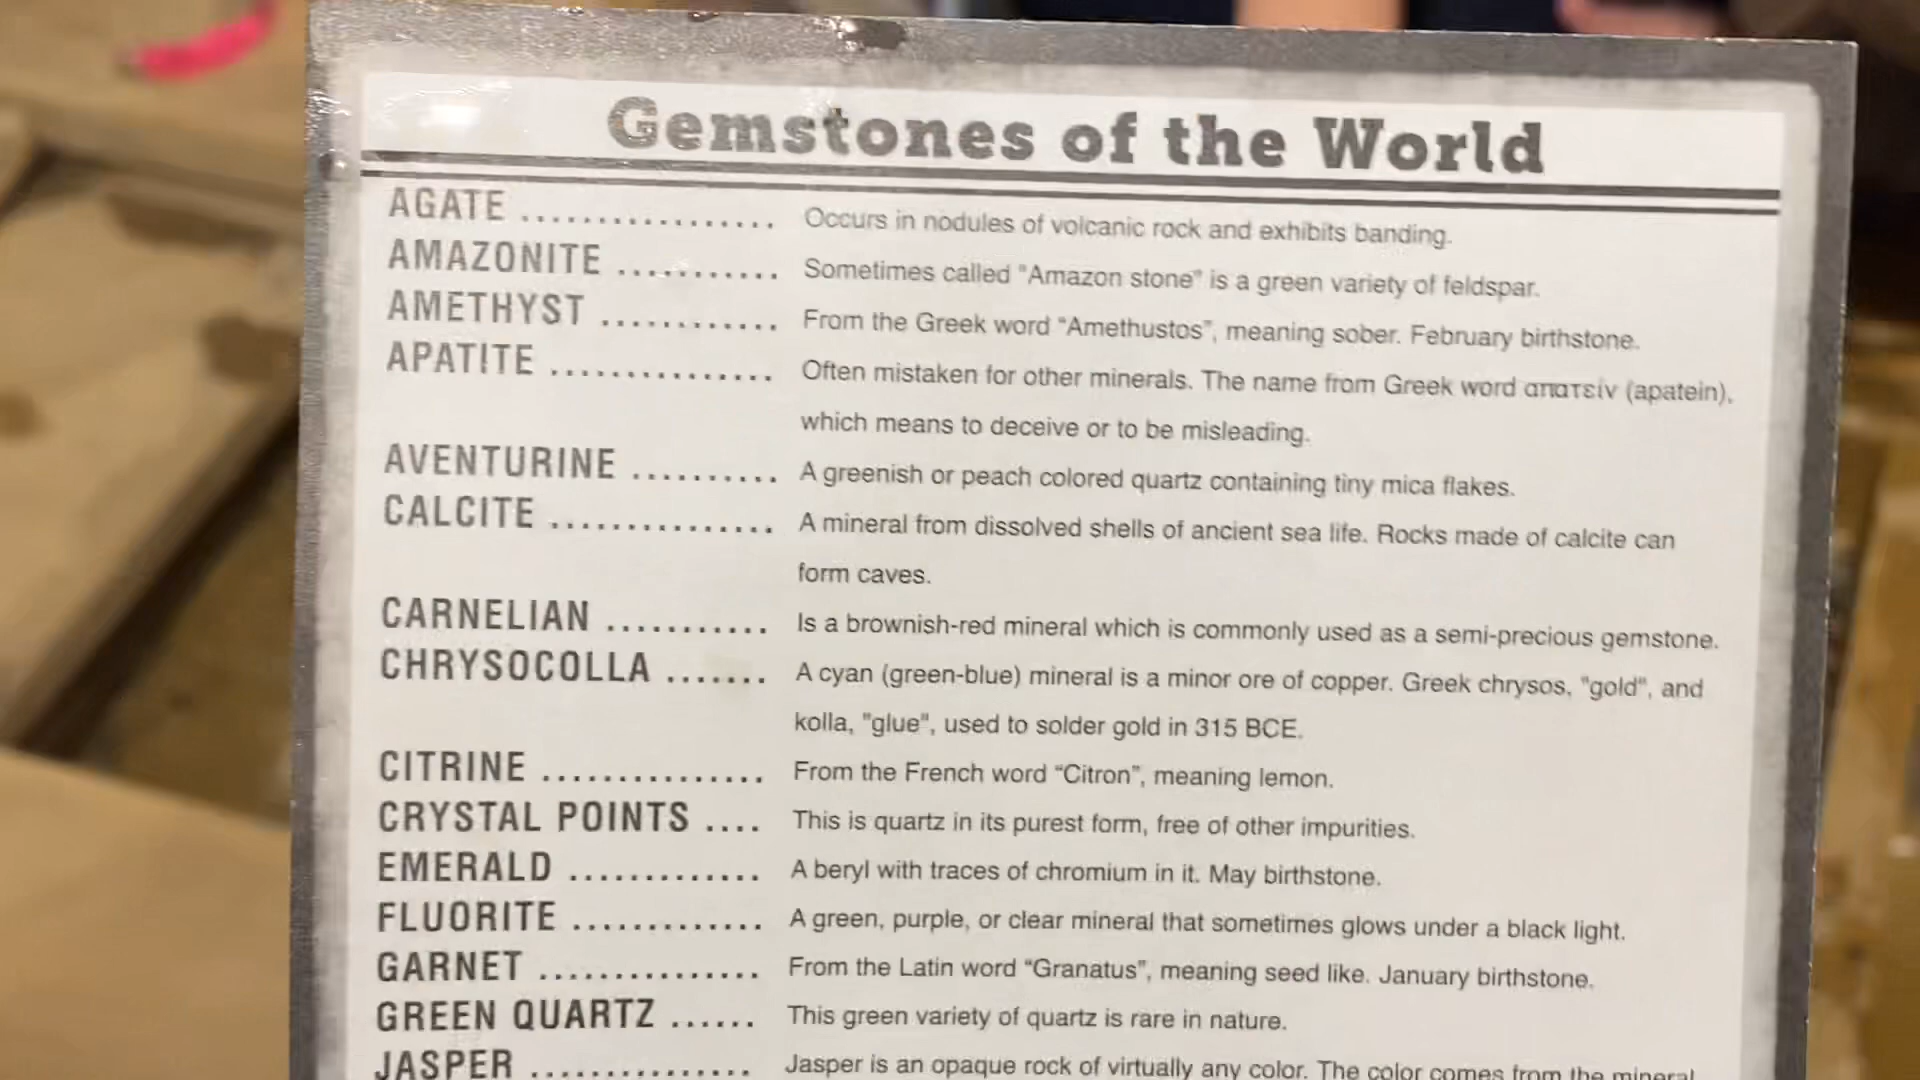 Gemstones of the World
AGATE ................. Occurs in nodules of volcanic rock and exhibits banding.
AMAZONITE ........... Sometimes called "Amazon stone" is a green variety of feldspar.
AMETHYST ............ From the Greek word “Amethustos”, meaning sober. February birthstone.
APATITE ............... Often mistaken for other minerals. The name from Greek word απατείν (apatein),
which means to deceive or to be misleading.
AVENTURINE .......... A greenish or peach colored quartz containing tiny mica flakes.
CALCITE ............... A mineral from dissolved shells of ancient sea life. Rocks made of calcite can
form caves.
CARNELIAN ........... Is a brownish-red mineral which is commonly used as a semi-precious gemstone.
CHRYSOCOLLA ....... A cyan (green-blue) mineral is a minor ore of copper. Greek chrysos, "gold", and
kolla, "glue", used to solder gold in 315 BCE.
CITRINE ............... From the French word “Citron”, meaning lemon.
CRYSTAL POINTS .... This is quartz in its purest form, free of other impurities.
EMERALD ............. A beryl with traces of chromium in it. May birthstone.
FLUORITE ............. A green, purple, or clear mineral that sometimes glows under a black light.
GARNET ............... From the Latin word “Granatus”, meaning seed like. January birthstone.
GREEN QUARTZ ...... This green variety of quartz is rare in nature.
JASPER ............... Jasper is an opaque rock of virtually any color. The color comes from the mineral